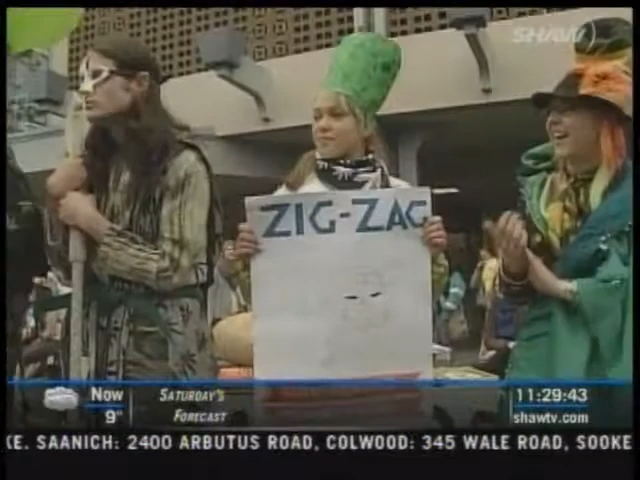 SHAW)
ZIG-ZAG
Now
9°
SATURDAY'S
FORECAST
11:29:43
shawtv.com
KE. SAANICH: 2400 ARBUTUS ROAD, COLWOOD: 345 WALE ROAD, SOOKE